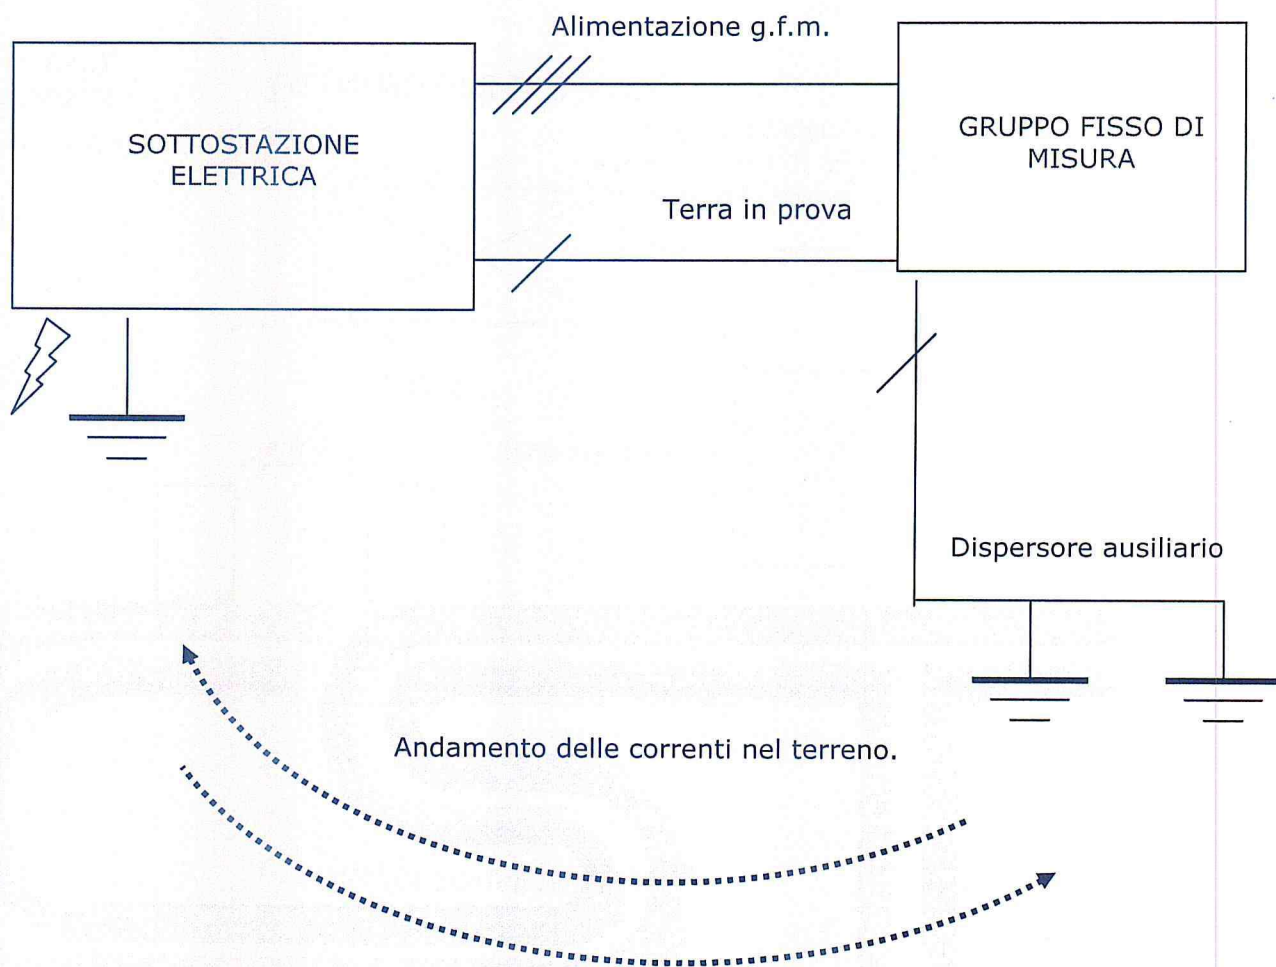 Alimentazione g.f.m.
SOTTOSTAZIONE
ELETTRICA
GRUPPO FISSO DI
MISURA
Terra in prova
Dispersore ausiliario
Andamento delle correnti nel terreno.